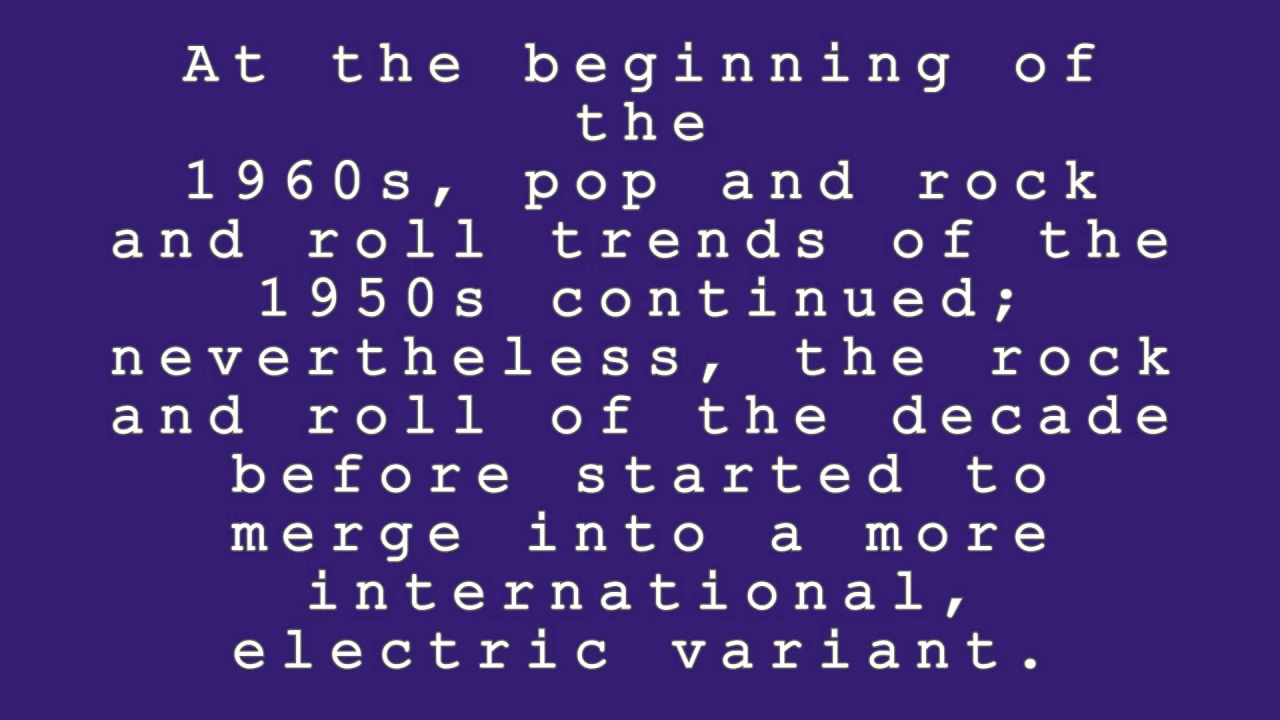 At the beginning of
the
1960s, pop and rock
and roll trends of the
1950s continued;
nevertheless, the rock
and roll of the decade
before started to
merge into a more
international,
electric variant.